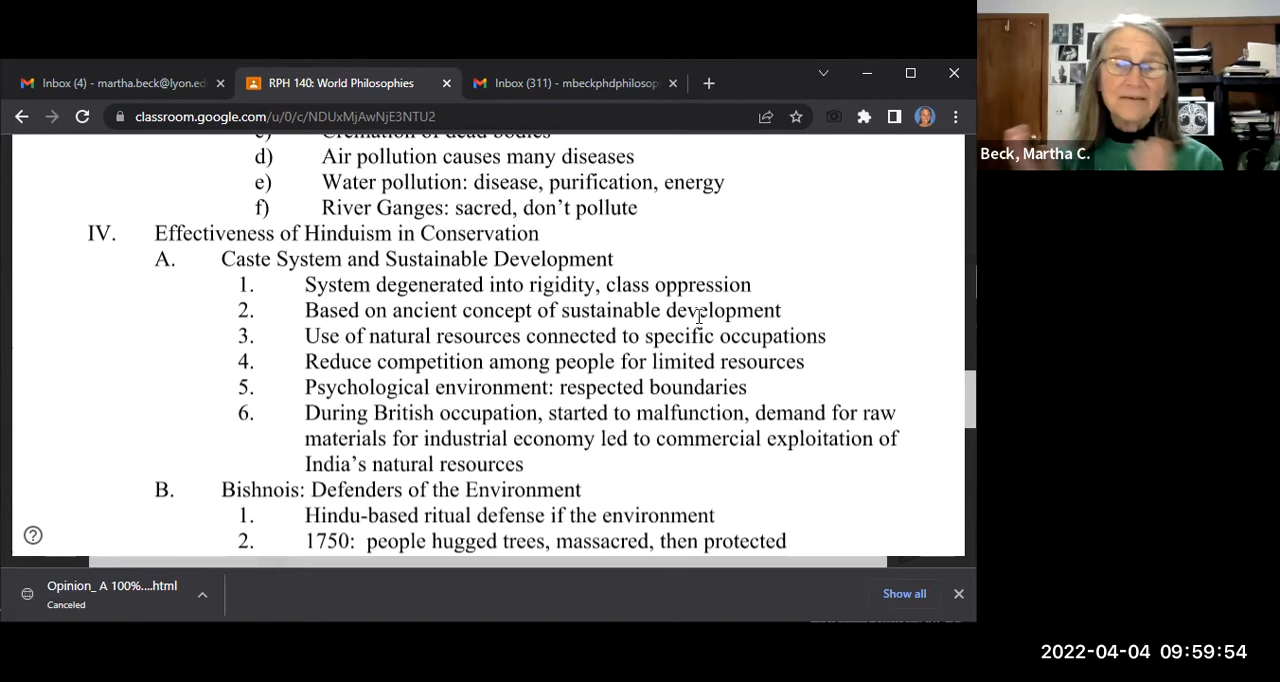 Inbox (4) - martha.beck@lyon.ed
RPH 140: World Philosophies
Inbox (311) - mbeckphdphilosop
classroom.google.com/u/0/c/NDUxMjAwNjE3NTU2
Beck, Martha C.
Cremation of dead bodies
d) Air pollution causes many diseases
e) Water pollution: disease, purification, energy
f) River Ganges: sacred, don't pollute
IV. Effectiveness of Hinduism in Conservation
A. Caste System and Sustainable Development
1. System degenerated into rigidity, class oppression
2. Based on ancient concept of sustainable development
3. Use of natural resources connected to specific occupations
4. Reduce competition among people for limited resources
5. Psychological environment: respected boundaries
6. During British occupation, started to malfunction, demand for raw
materials for industrial economy led to commercial exploitation of
India's natural resources
B. Bishnois: Defenders of the Environment
1. Hindu-based ritual defense if the environment
2. 1750: people hugged trees, massacred, then protected
Opinion_ A 100%....html
Canceled
Show all
2022-04-04 09:59:54